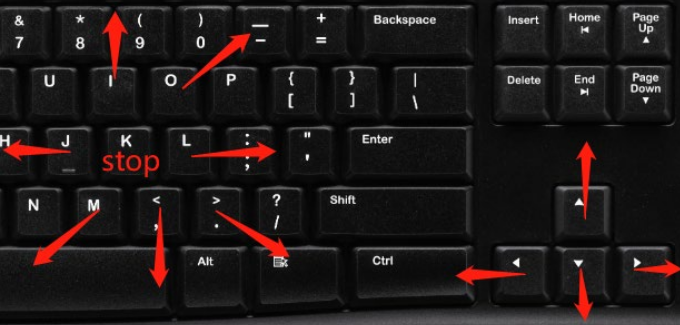 & * ( ) — + Backspace Insert Home Page Up
7 8 9 0 - = 
U I O P { } | Delete End Page Down
[ ] \
H J K L : " Enter
stop
; '
N M < > ? Shift
, . /
Alt Ctrl